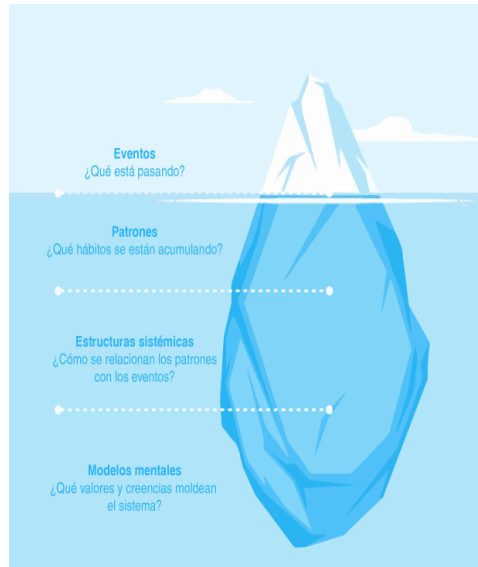 Eventos
¿Qué está pasando?
Patrones
¿Qué hábitos se están acumulando?
Estructuras sistémicas
¿Cómo se relacionan los patrones
con los eventos?
Modelos mentales
¿Qué valores y creencias moldean
el sistema?